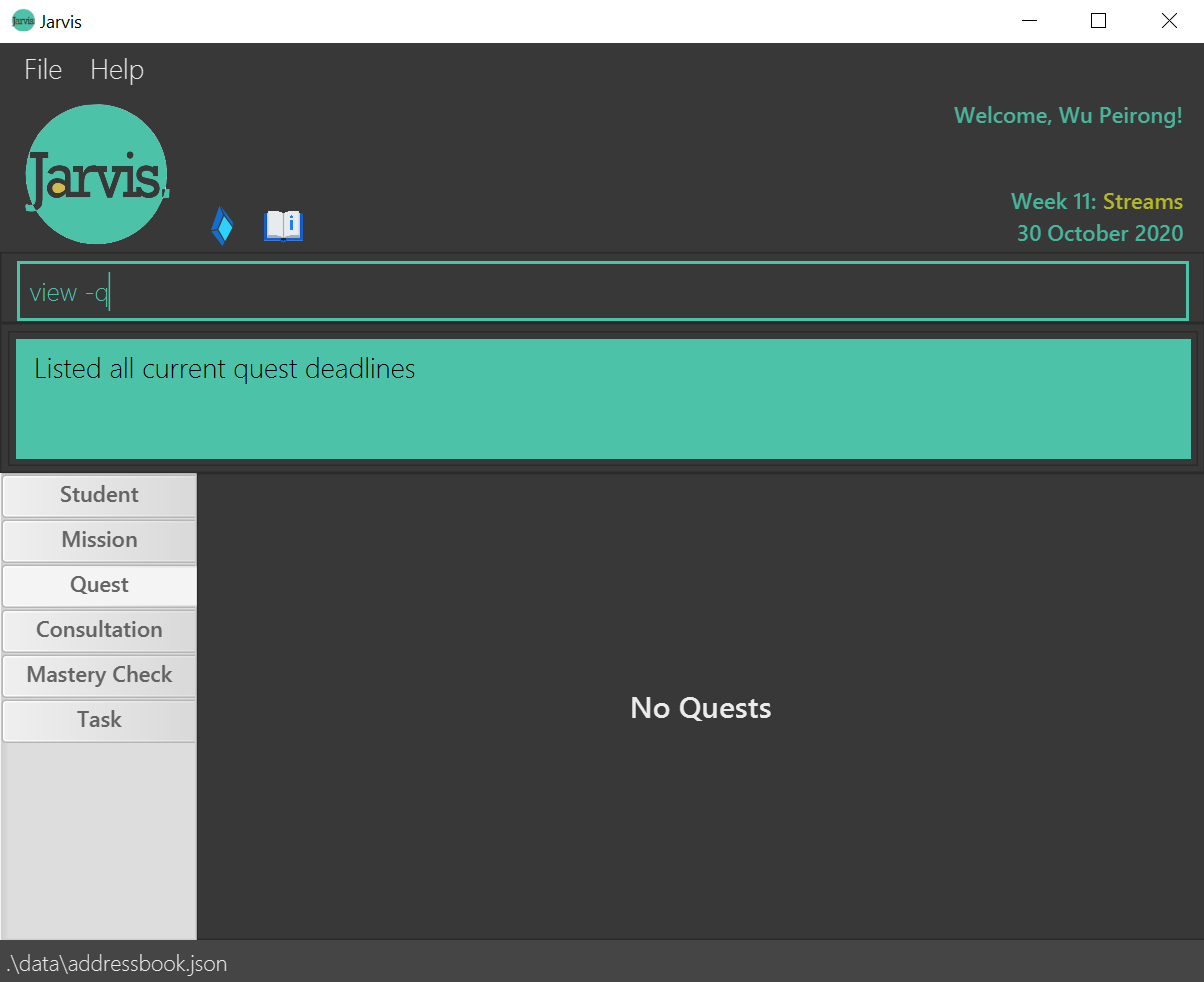 Jarvis Jarvis
File Help
Welcome, Wu Peirong!
Jarvis.
Week 11: Streams
30 October 2020
view -q
Listed all current quest deadlines
Student
Mission
Quest
Consultation
Mastery Check
Task
No Quests
.\data\addressbook.json